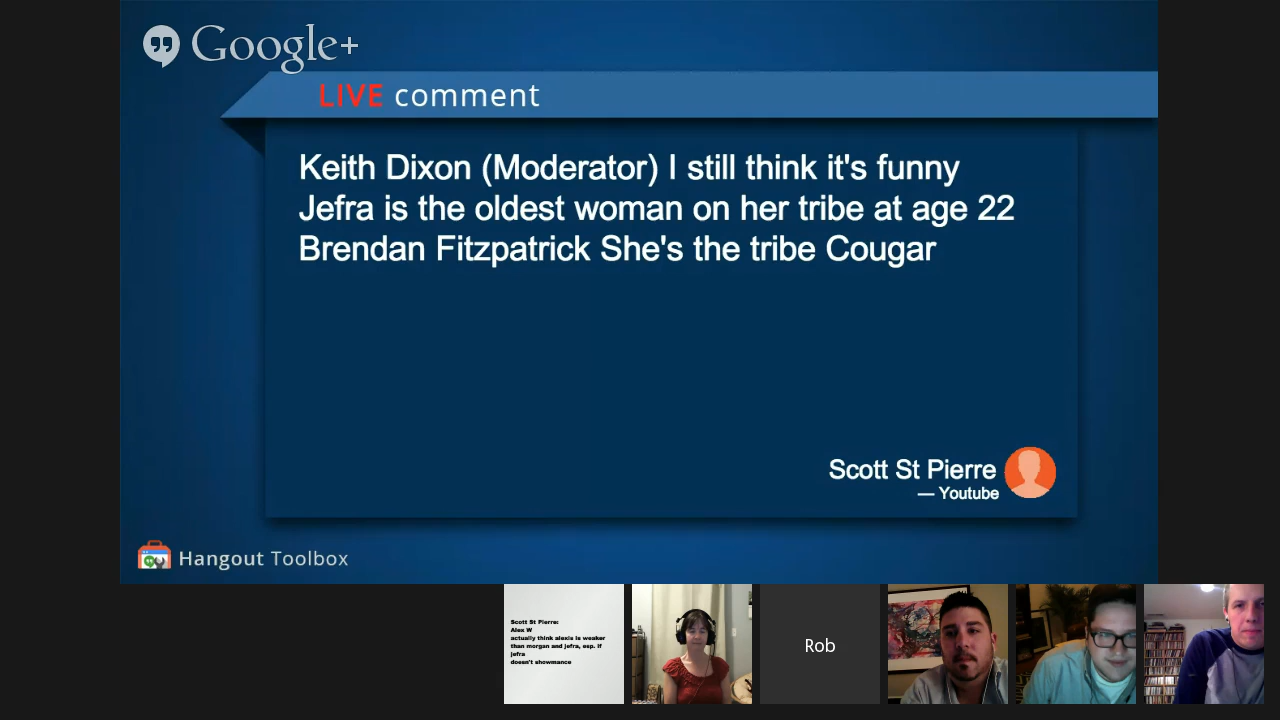 Google+
LIVE comment
Keith Dixon (Moderator) I still think it's funny
Jefra is the oldest woman on her tribe at age 22
Brendan Fitzpatrick She's the tribe Cougar
Scott St Pierre
— Youtube
Hangout Toolbox
Scott St Pierre:
Alex W
actually think alexis is weaker
than morgan and jefra, esp. if
jefra
doesn't showmance
Rob